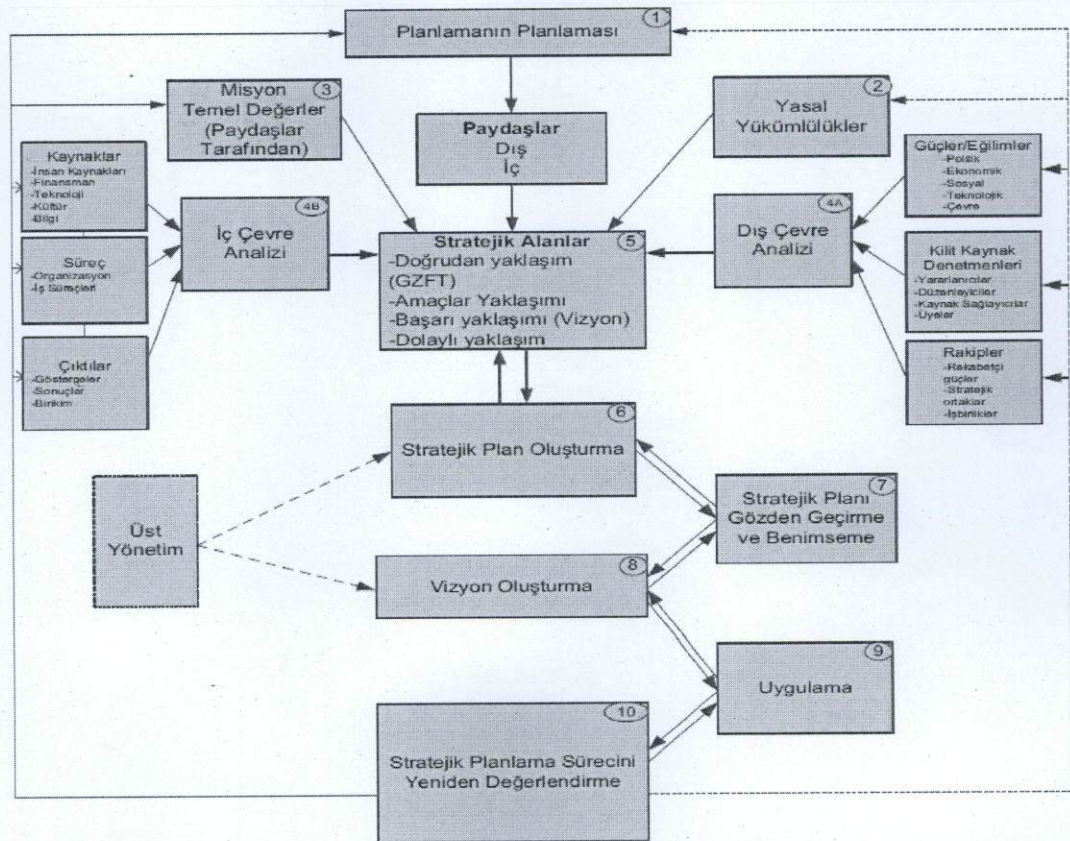 1
Planlamanın Planlaması
3
Misyon
Temel Değerler
(Paydaşlar
Tarafından)
Paydaşlar
Dış
İç
2
Yasal
Yükümlülükler
Kaynaklar
-İnsan Kaynakları
-Finansman
-Teknoloji
-Kültür
-Bilgi
Süreç
-Organizasyon
-İş Süreçleri
Çıktılar
-Göstergeler
-Sonuçlar
-Birikim
4B
İç Çevre
Analizi
5
Stratejik Alanlar
-Doğrudan yaklaşım
(GZFT)
-Amaçlar Yaklaşımı
-Başarı yaklaşımı (Vizyon)
-Dolaylı yaklaşım
4A
Dış Çevre
Analizi
Güçler/Eğilimler
-Politik
-Ekonomik
-Sosyal
-Teknolojik
-Çevre
Kilit Kaynak
Denetmenleri
-Yararlanıcılar
-Düzenleyiciler
-Kaynak Sağlayıcılar
-Üyeler
Rakipler
-Rekabetçi
güçler
-Stratejik
ortaklar
-İşbirlikler
6
Stratejik Plan Oluşturma
Üst
Yönetim
7
Stratejik Planı
Gözden Geçirme
ve Benimseme
8
Vizyon Oluşturma
9
Uygulama
10
Stratejik Planlama Sürecini
Yeniden Değerlendirme